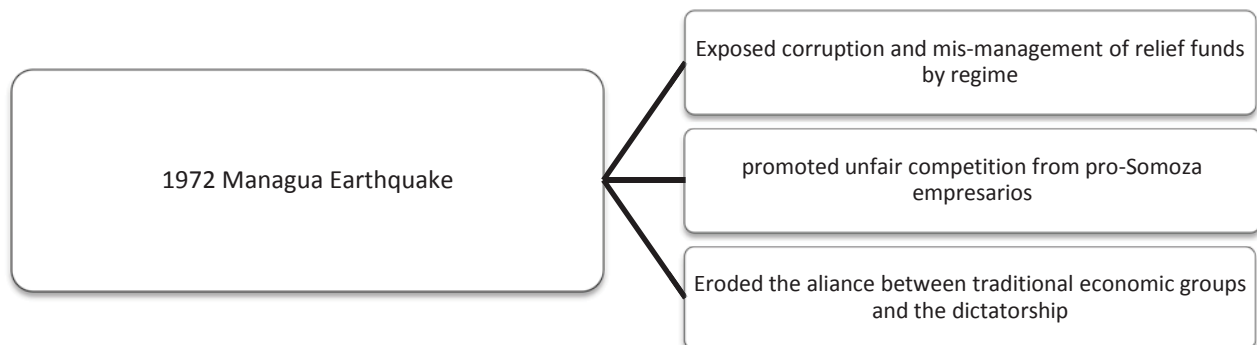 1972 Managua Earthquake
Exposed corruption and mis-management of relief funds
by regime
promoted unfair competition from pro-Somoza
empresarios
Eroded the aliance between traditional economic groups
and the dictatorship